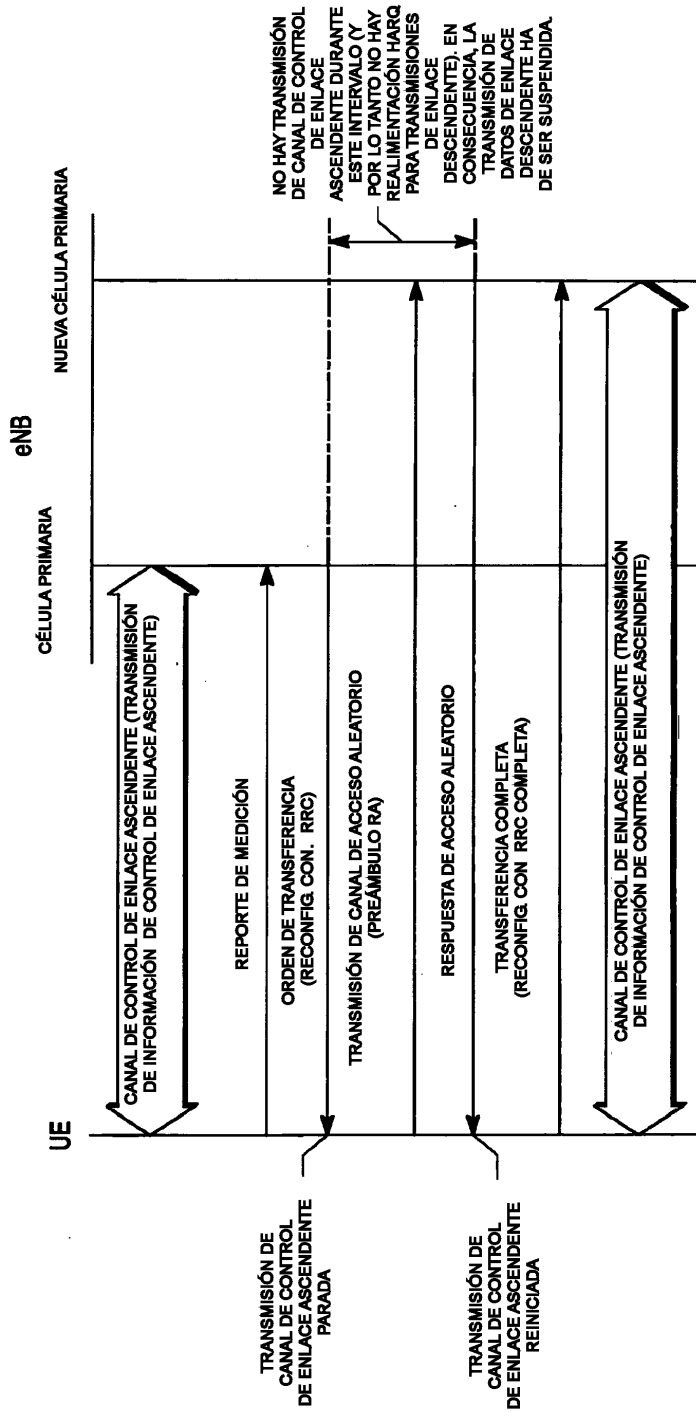 eNB
UE
CÉLULA PRIMARIA
NUEVA CÉLULA PRIMARIA
CANAL DE CONTROL DE ENLACE ASCENDENTE (TRANSMISIÓN
DE INFORMACIÓN DE CONTROL DE ENLACE ASCENDENTE)
REPORTE DE MEDICIÓN
ORDEN DE TRANSFERENCIA
(RECONFIG. CON. RRC)
TRANSMISIÓN DE
CANAL DE CONTROL
DE ENLACE ASCENDENTE
PARADA
NO HAY TRANSMISIÓN
DE CANAL DE CONTROL
DE ENLACE
ASCENDENTE DURANTE
ESTE INTERVALO (Y
POR LO TANTO NO HAY
REALIMENTACIÓN HARQ
PARA TRANSMISIONES
DE ENLACE
DESCENDENTE). EN
CONSECUENCIA, LA
TRANSMISIÓN DE
DATOS DE ENLACE
DESCENDENTE HA
DE SER SUSPENDIDA.
TRANSMISIÓN DE CANAL DE ACCESO ALEATORIO
(PREÁMBULO RA)
RESPUESTA DE ACCESO ALEATORIO
TRANSMISIÓN DE
CANAL DE CONTROL
DE ENLACE ASCENDENTE
REINICIADA
TRANSFERENCIA COMPLETA
(RECONFIG. CON RRC COMPLETA)
CANAL DE CONTROL DE ENLACE ASCENDENTE (TRANSMISIÓN
DE INFORMACIÓN DE CONTROL DE ENLACE ASCENDENTE)